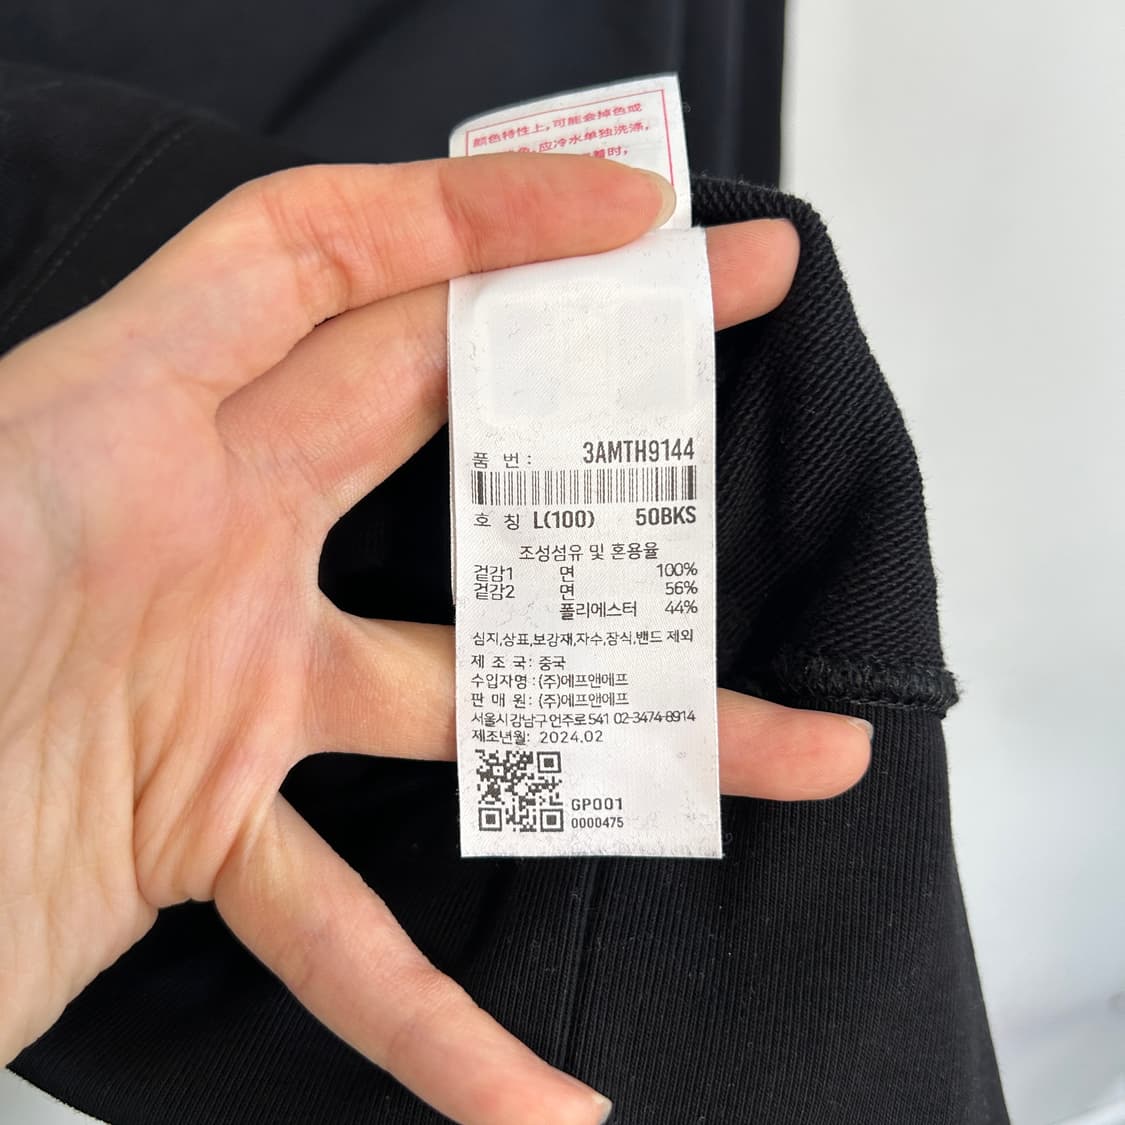 颜色特性上,可能会掉色或
色,应冷水单独洗涤,
着时,
품 번: 3AMTH9144
호 칭 L(100) 50BKS
조성섬유 및 혼용율
겉감1 면 100%
겉감2 면 56%
폴리에스터 44%
심지,상표,보강재,자수,장식,밴드 제외
제 조 국: 중국
수입자명 : (주)에프앤에프
판 매 원: (주)에프앤에프
서울시강남구언주로541 02-3474-8914
제조년월: 2024.02
GP001
0000475